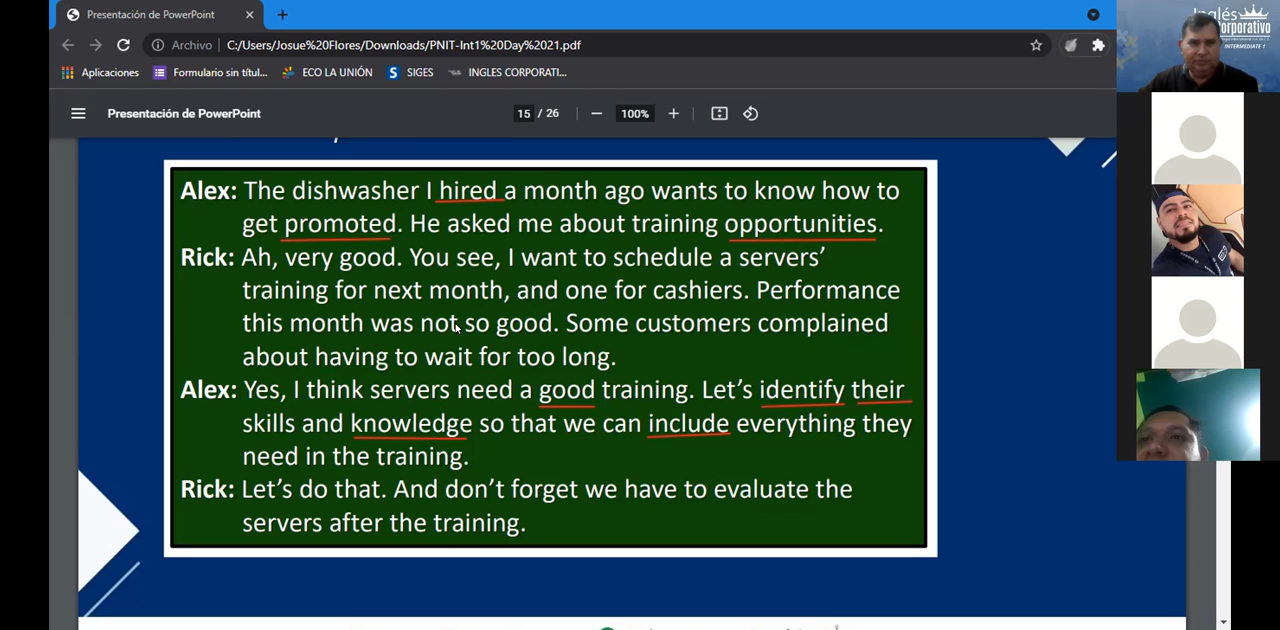 Presentación de PowerPoint
Archivo C:/Users/Josue%20Flores/Downloads/PNIT-Int1%20Day%2021.pdf
Aplicaciones Formulario sin títul... ECO LA UNIÓN SIGES INGLES CORPORATI...
Presentación de PowerPoint 15 / 26 100%
Alex: The dishwasher I hired a month ago wants to know how to
get promoted. He asked me about training opportunities.
Rick: Ah, very good. You see, I want to schedule a servers'
training for next month, and one for cashiers. Performance
this month was not so good. Some customers complained
about having to wait for too long.
Alex: Yes, I think servers need a good training. Let's identify their
skills and knowledge so that we can include everything they
need in the training.
Rick: Let's do that. And don't forget we have to evaluate the
servers after the training.
Inglés
INTERMEDIATE 1